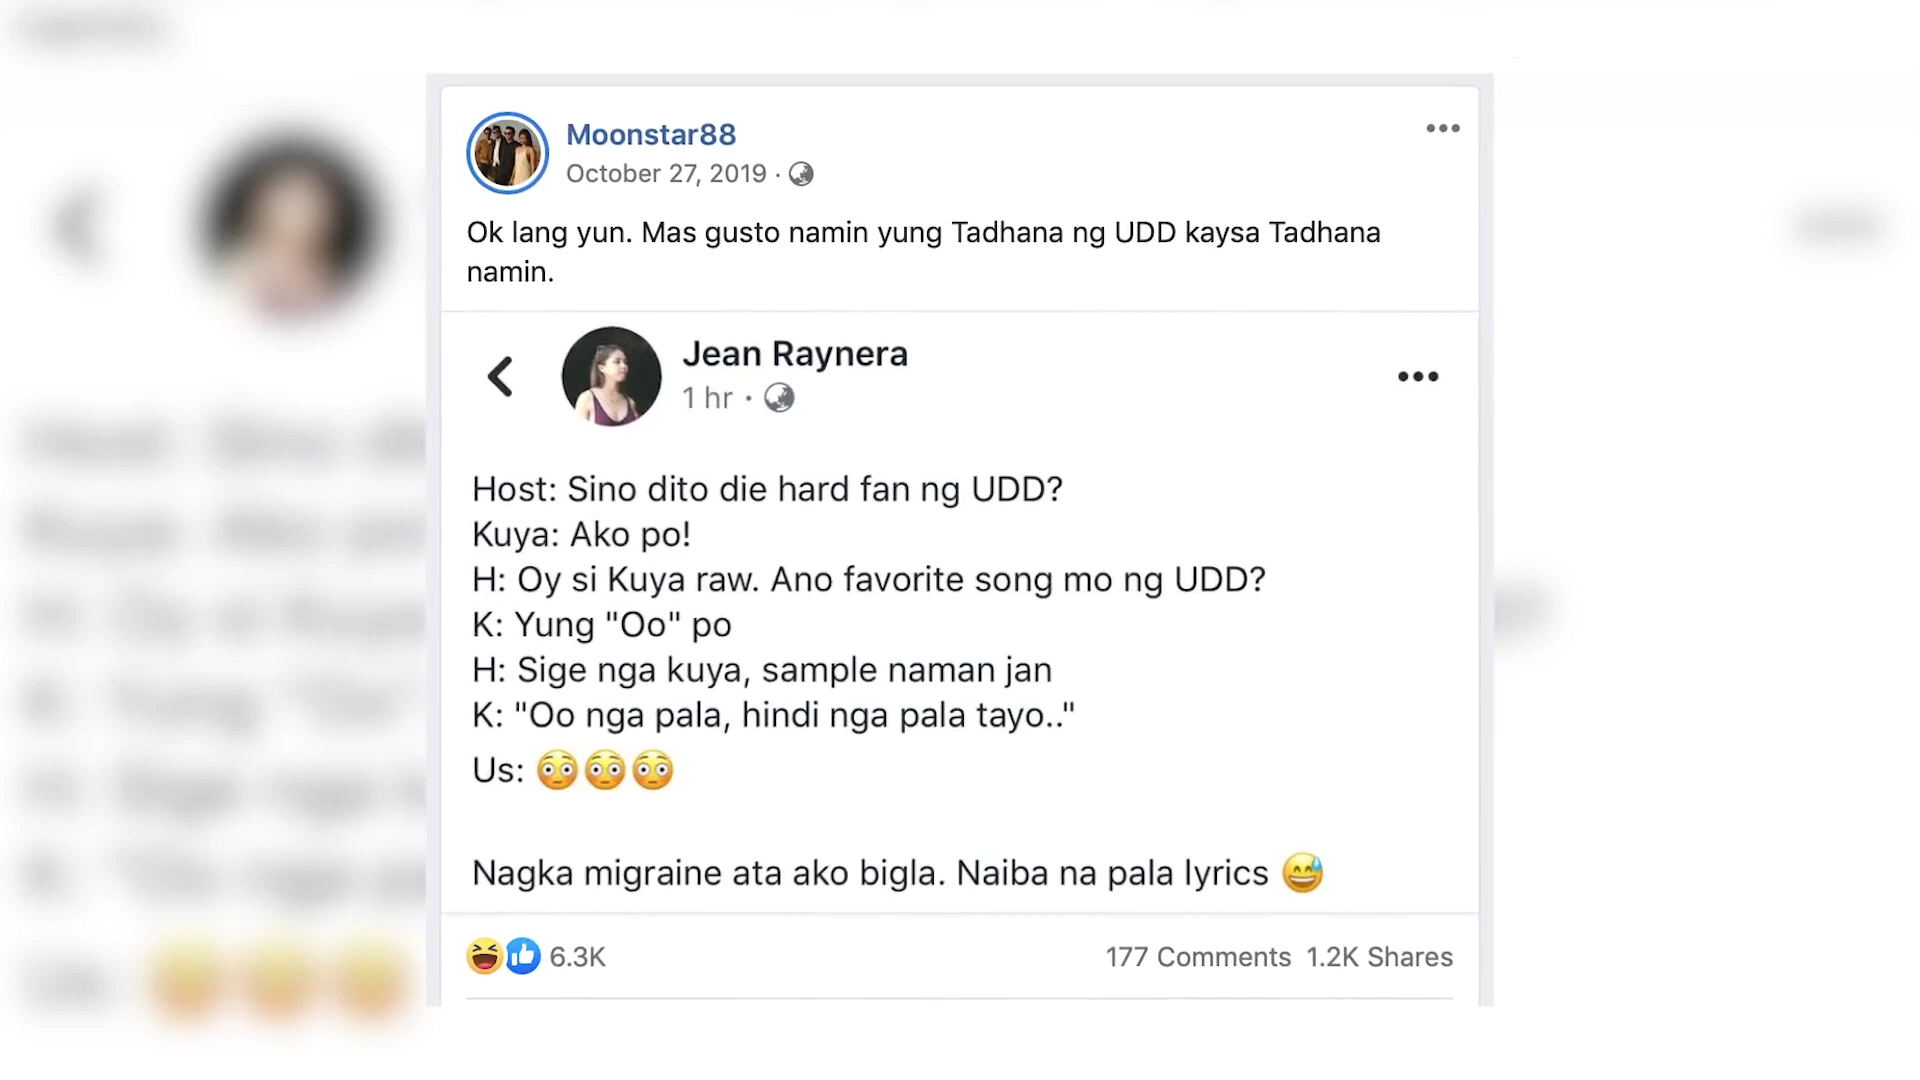 Moonstar88
October 27, 2019 ·
Ok lang yun. Mas gusto namin yung Tadhana ng UDD kaysa Tadhana
namin.
Jean Raynera
1 hr ·
Host: Sino dito die hard fan ng UDD?
Kuya: Ako po!
H: Oy si Kuya raw. Ano favorite song mo ng UDD?
K: Yung "Oo" po
H: Sige nga kuya, sample naman jan
K: "Oo nga pala, hindi nga pala tayo.."
Us: 😳😳😳
Nagka migraine ata ako bigla. Naiba na pala lyrics 😅
6.3K
177 Comments 1.2K Shares